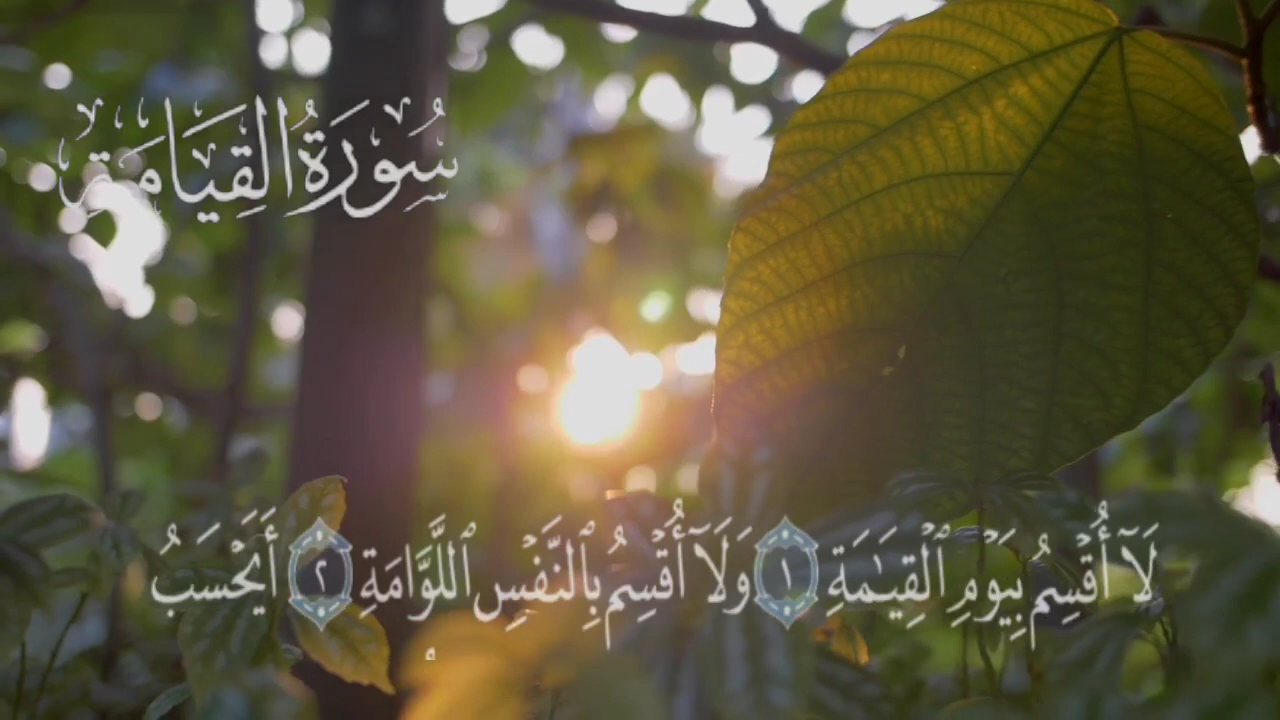 سُورَةُ القِيَامَةِ
لَآ أُقۡسِمُ بِيَوۡمِ ٱلۡقِيَٰمَةِ ١ وَلَآ أُقۡسِمُ بِٱلنَّفۡسِ ٱللَّوَّامَةِ ٢ أَيَحۡسَبُ